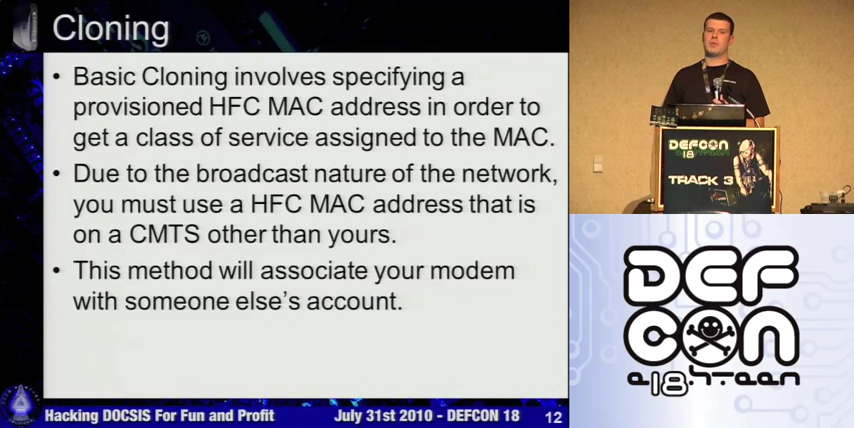 Cloning
• Basic Cloning involves specifying a
provisioned HFC MAC address in order to
get a class of service assigned to the MAC.
• Due to the broadcast nature of the network,
you must use a HFC MAC address that is
on a CMTS other than yours.
• This method will associate your modem
with someone else's account.
Hacking DOCSIS For Fun and Profit July 31st 2010 - DEFCON 18 12
DEFCON
18
TRACK 3
DEF
CON
e18h-teen